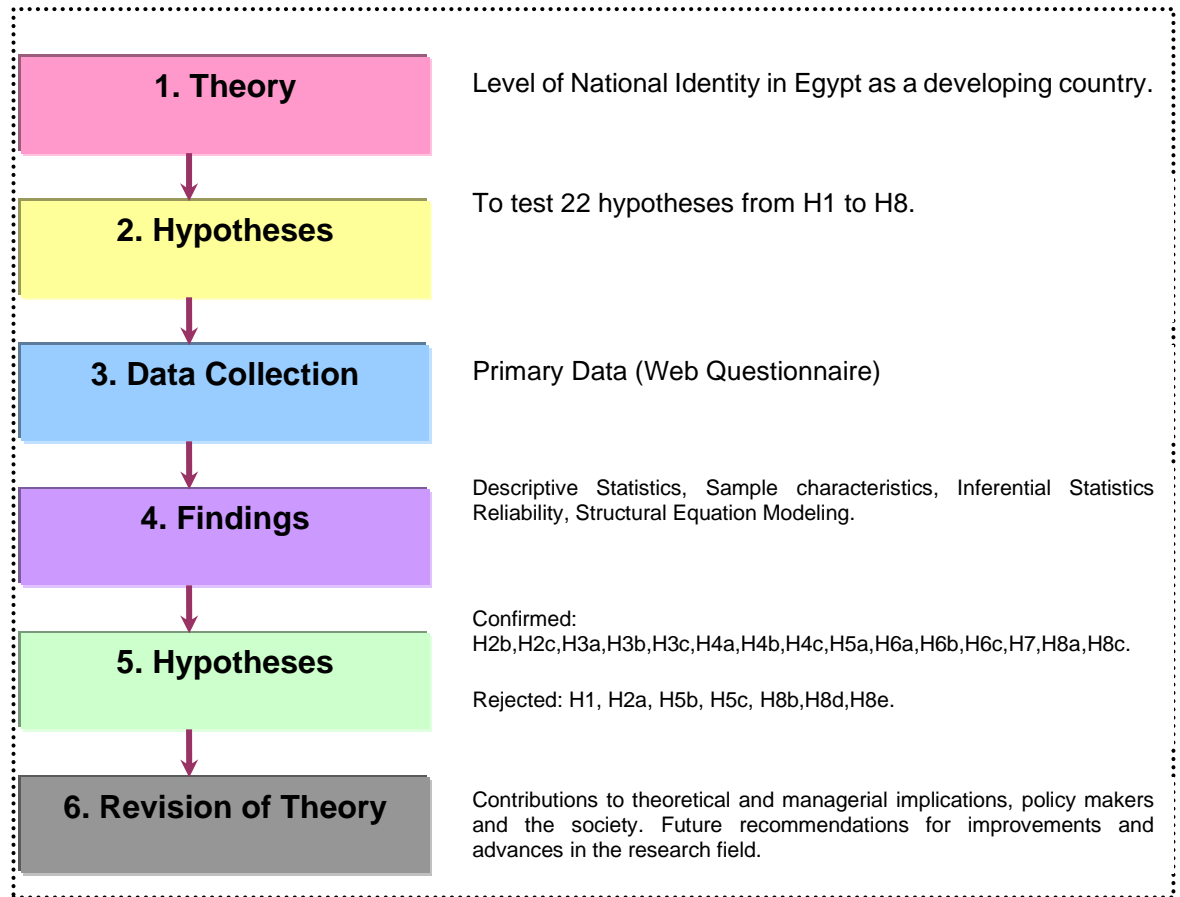 1. Theory
Level of National Identity in Egypt as a developing country.
2. Hypotheses
To test 22 hypotheses from H1 to H8.
3. Data Collection
Primary Data (Web Questionnaire)
4. Findings
Descriptive Statistics, Sample characteristics, Inferential Statistics
Reliability, Structural Equation Modeling.
5. Hypotheses
Confirmed:
H2b,H2c,H3a,H3b,H3c,H4a,H4b,H4c,H5a,H6a,H6b,H6c,H7,H8a,H8c.
Rejected: H1, H2a, H5b, H5c, H8b,H8d,H8e.
6. Revision of Theory
Contributions to theoretical and managerial implications, policy makers
and the society. Future recommendations for improvements and
advances in the research field.